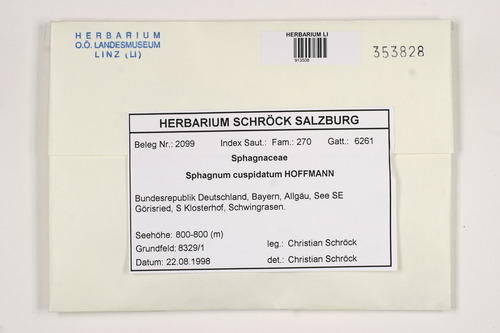 HERBARIUM
O.Ö. LANDESMUSEUM
LINZ (LI)
HERBARIUM LI
913508
353828
HERBARIUM SCHRÖCK SALZBURG
Beleg Nr.: 2099 Index Saut.: Fam.: 270 Gatt.: 6261
Sphagnaceae
Sphagnum cuspidatum HOFFMANN
Bundesrepublik Deutschland, Bayern, Allgäu, See SE
Görisried, S Klosterhof, Schwingrasen.
Seehöhe: 800-800 (m)
Grundfeld: 8329/1 leg.: Christian Schröck
Datum: 22.08.1998 det.: Christian Schröck